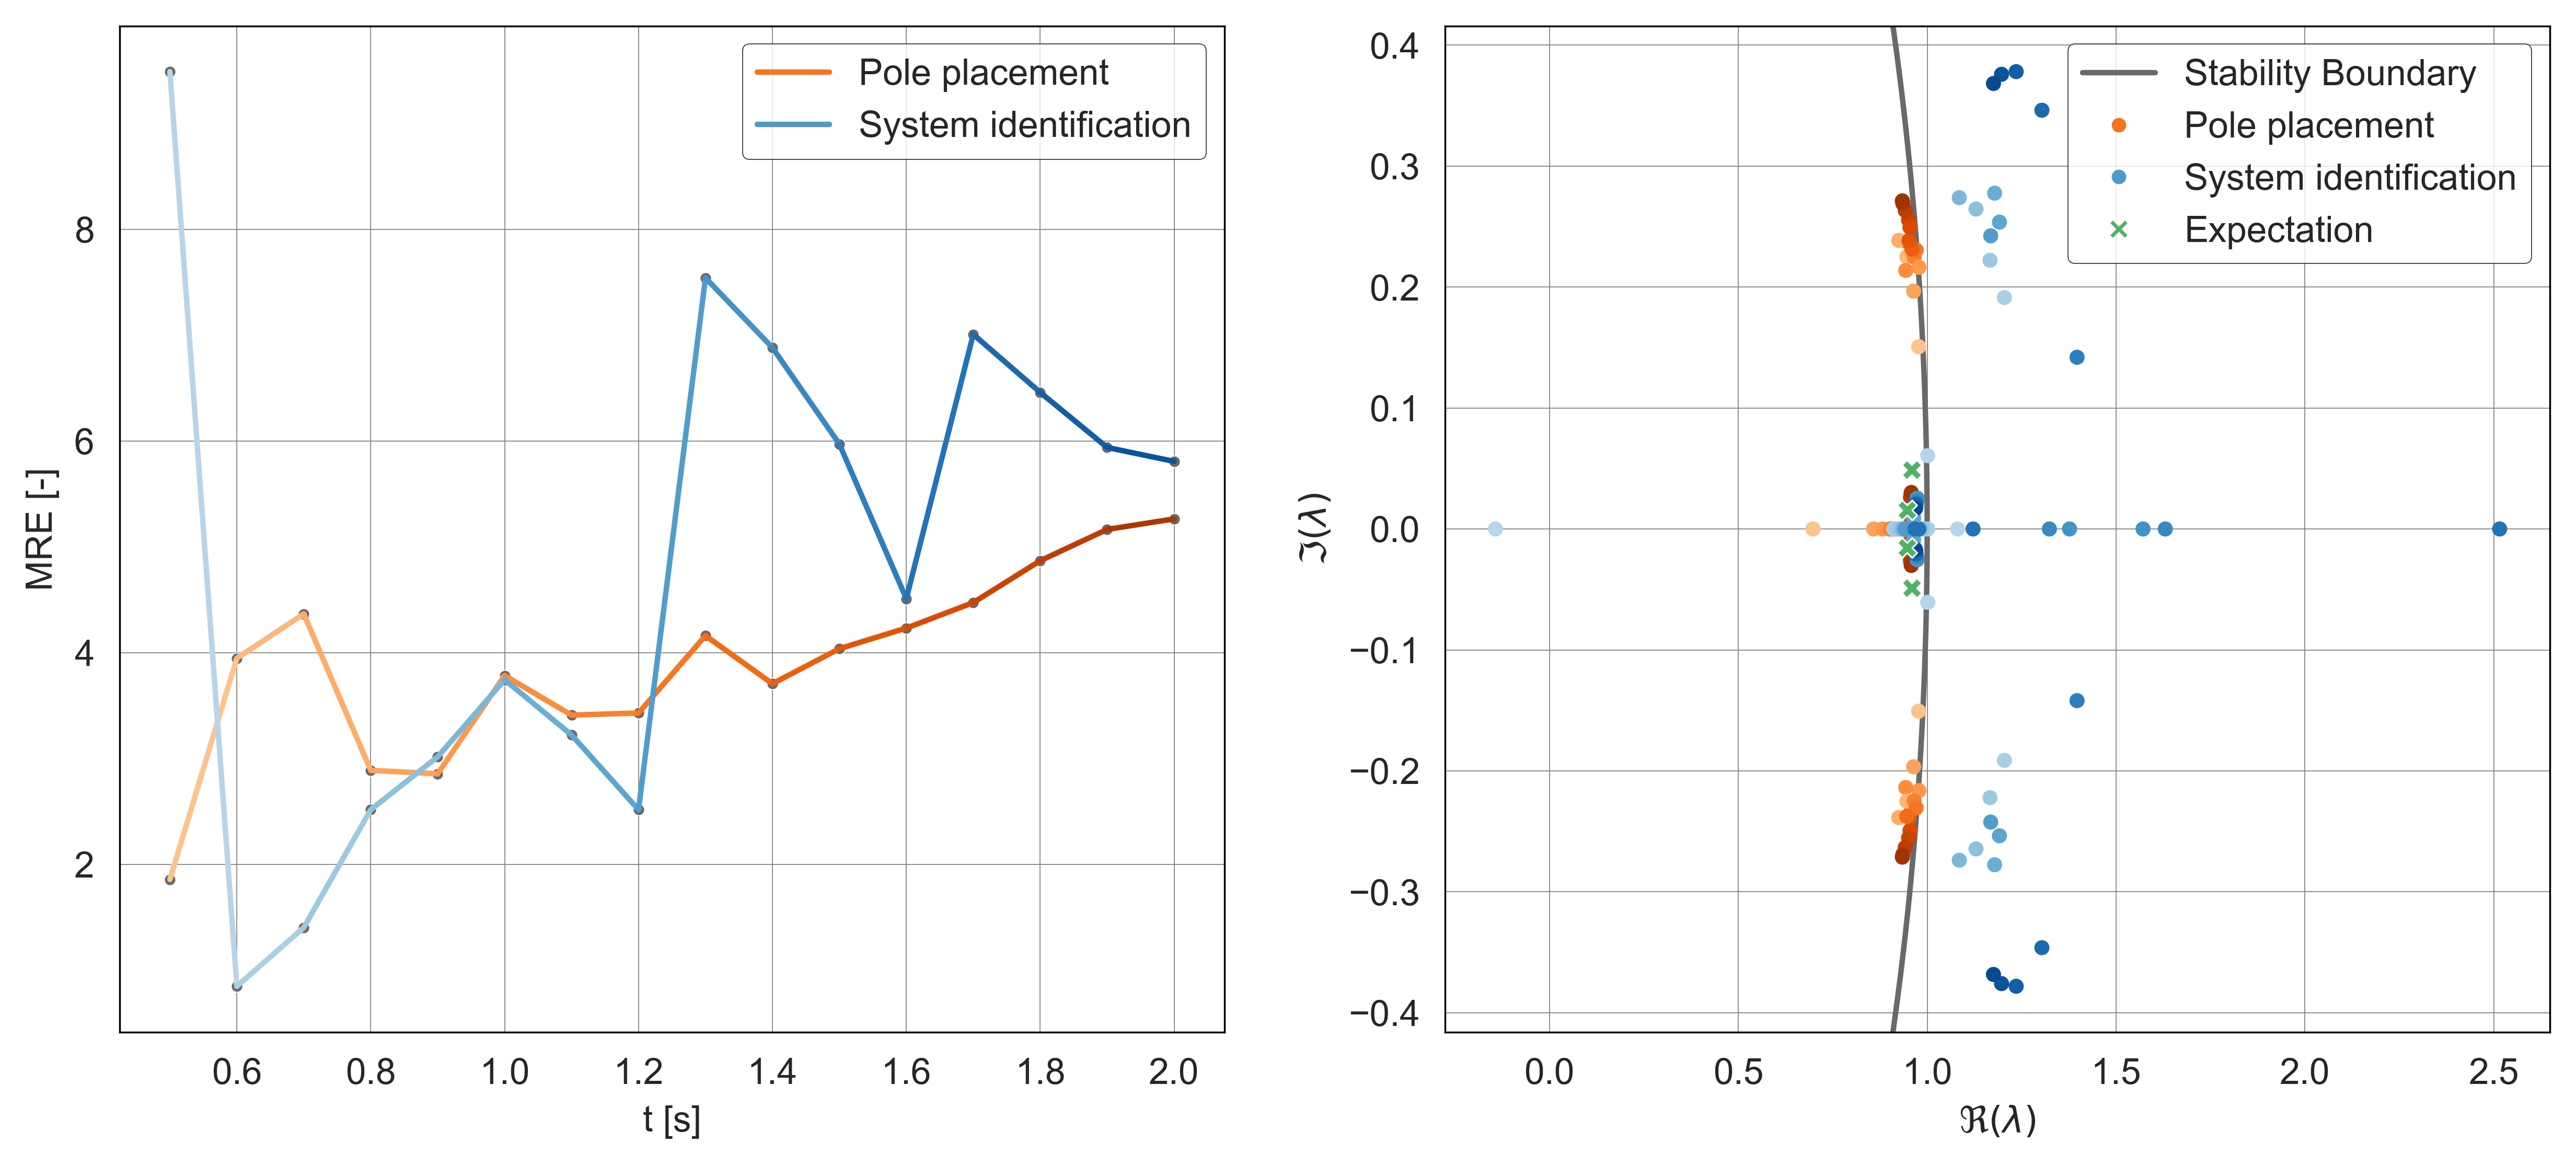 MRE [-]
8
6
4
2
Pole placement
System identification
0.6 0.8 1.0 1.2 1.4 1.6 1.8 2.0
t [s]
ℑ(λ)
0.4
0.3
0.2
0.1
0.0
−0.1
−0.2
−0.3
−0.4
Stability Boundary
Pole placement
System identification
Expectation
0.0 0.5 1.0 1.5 2.0 2.5
ℜ(λ)